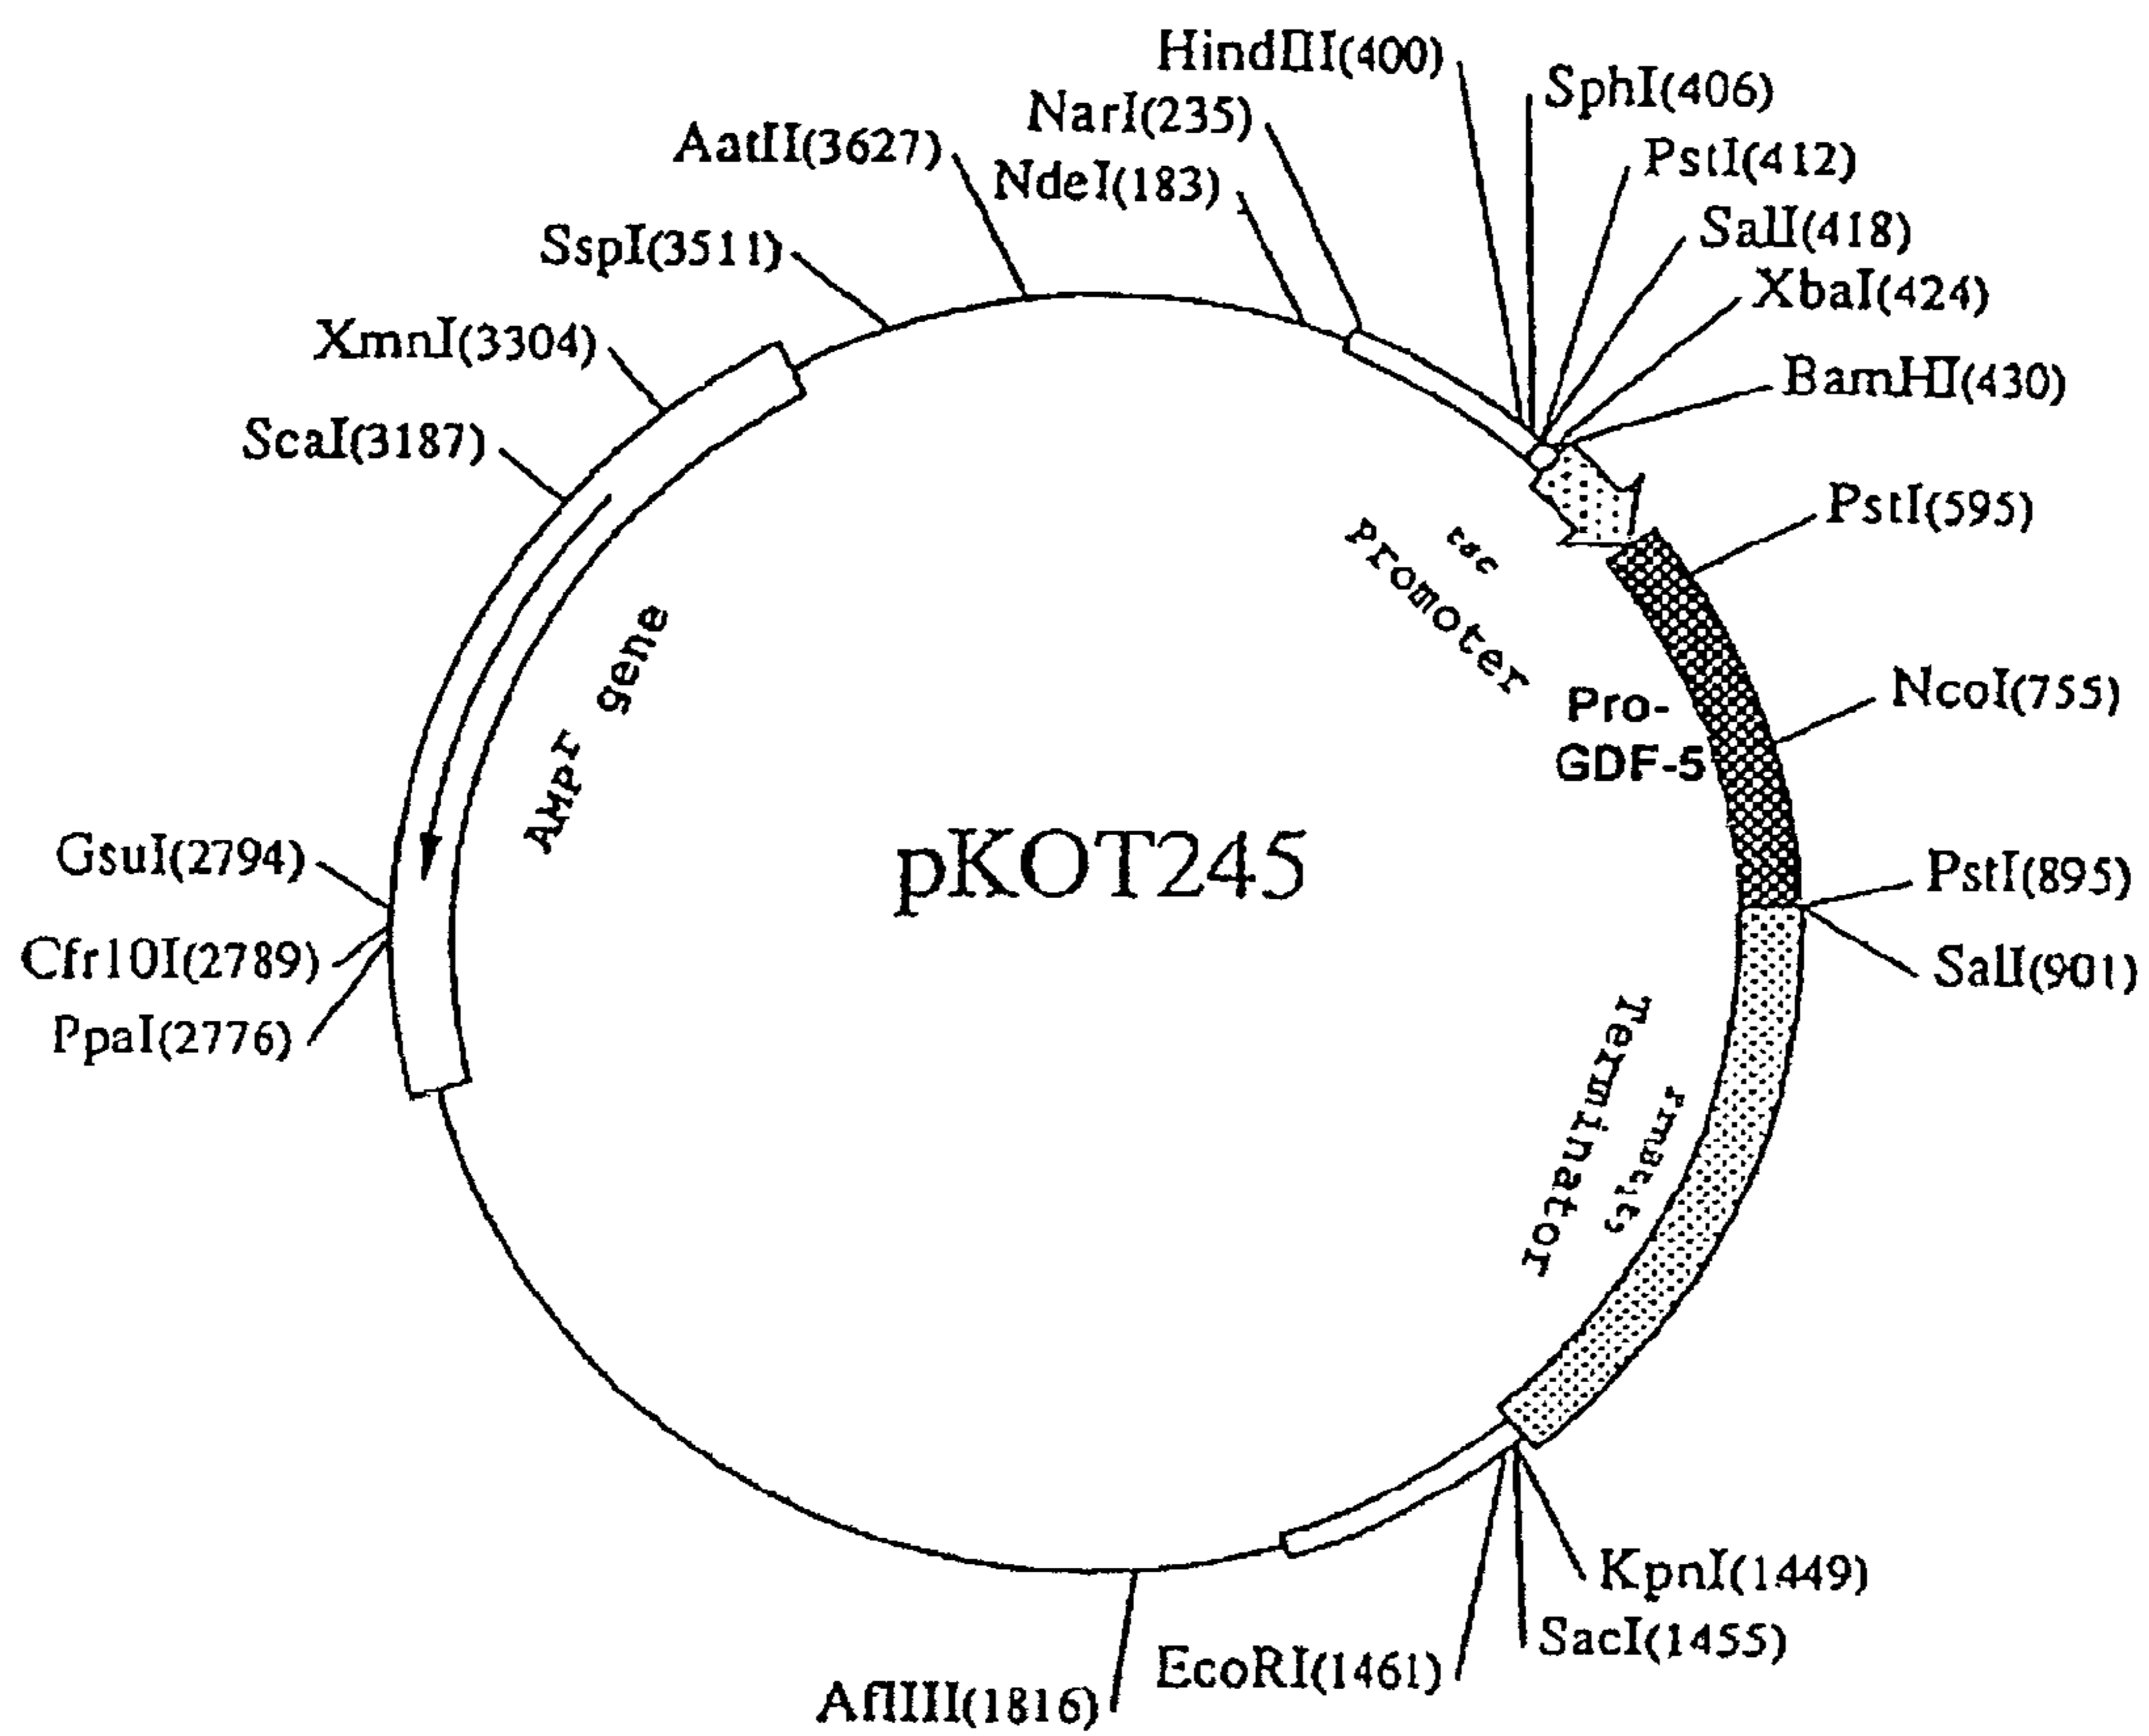 HindIII(400)
SphI(406)
NarI(235)
AatII(3627)
PstI(412)
NdeI(183)
SalI(418)
SspI(3511)
XbaI(424)
XmnI(3304)
BamHI(430)
ScaI(3187)
PstI(595)
tac
promoter
AMPr gene
Pro-
GDF-5
NcoI(755)
pKOT245
GsuI(2794)
PstI(895)
Cfr10I(2789)
SalI(901)
PpaI(2776)
Terminator
KpnI(1449)
SacI(1455)
EcoRI(1461)
AflIII(1816)